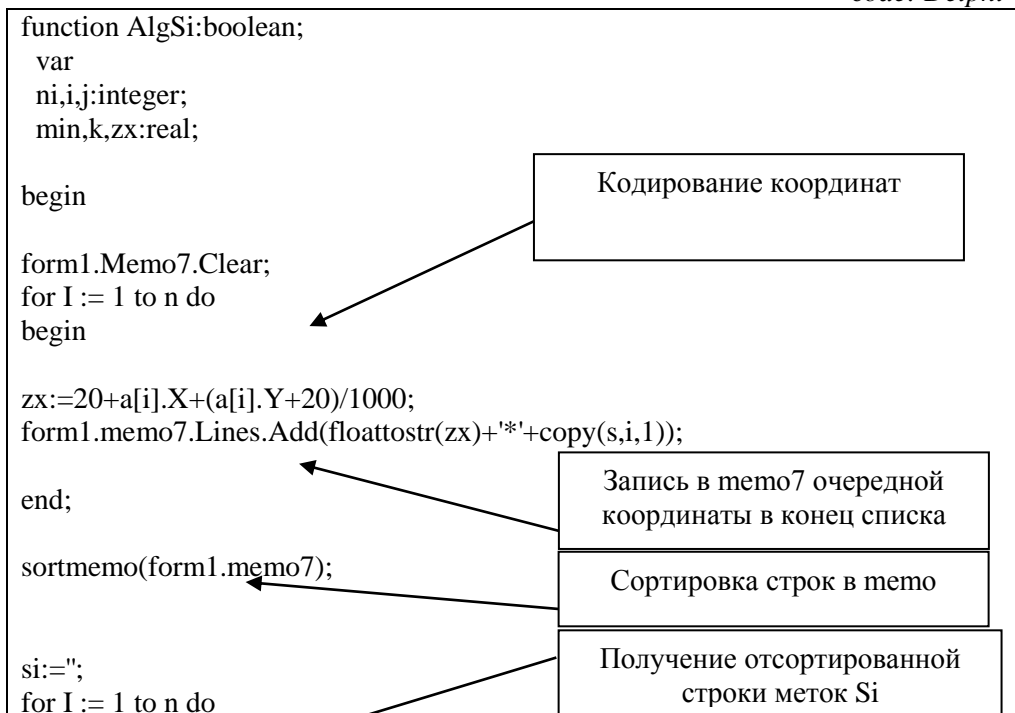 function AlgSi:boolean;
var
ni,i,j:integer;
min,k,zx:real;
begin
Кодирование координат
form1.Memo7.Clear;
for I := 1 to n do
begin
zx:=20+a[i].X+(a[i].Y+20)/1000;
form1.memo7.Lines.Add(floattostr(zx)+'*'+copy(s,i,1));
end;
Запись в memo7 очередной
координаты в конец списка
sortmemo(form1.memo7);
Сортировка строк в memo
si:='';
for I := 1 to n do
Получение отсортированной
строки меток Si